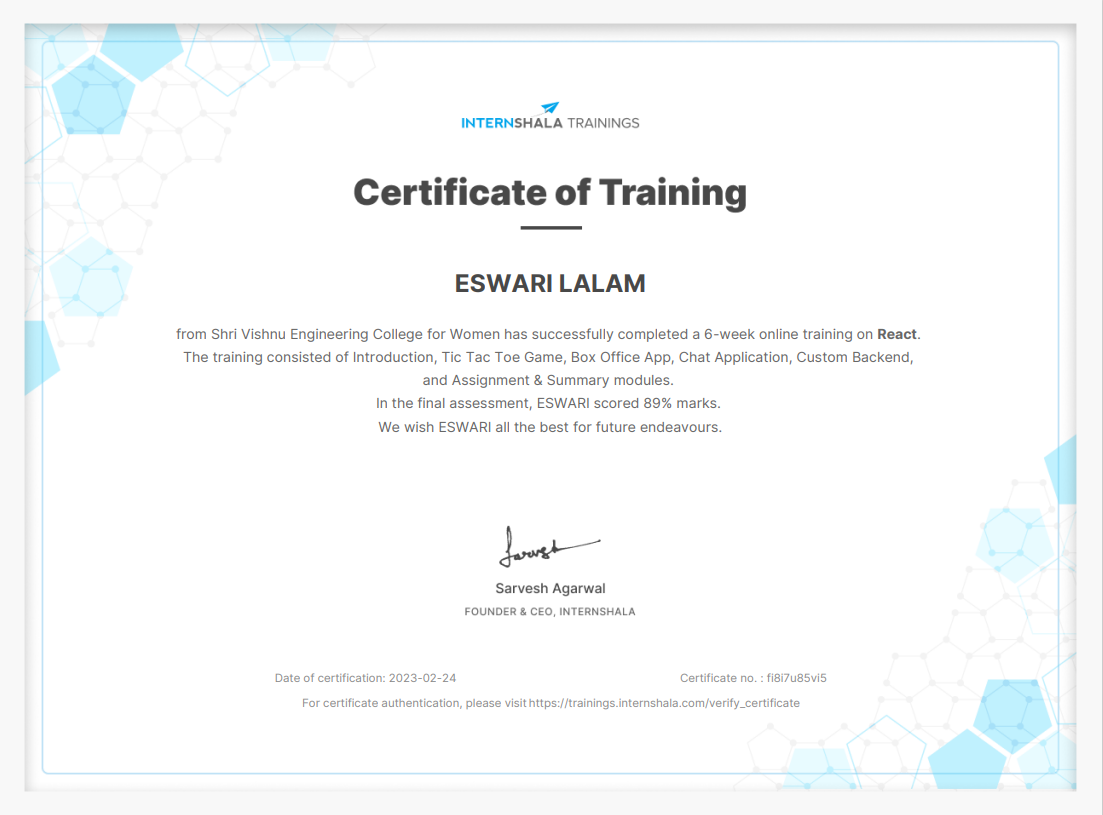 INTERNSHALA TRAININGS
Certificate of Training
ESWARI LALAM
from Shri Vishnu Engineering College for Women has successfully completed a 6-week online training on React.
The training consisted of Introduction, Tic Tac Toe Game, Box Office App, Chat Application, Custom Backend,
and Assignment & Summary modules.
In the final assessment, ESWARI scored 89% marks.
We wish ESWARI all the best for future endeavours.
Sarvesh
Sarvesh Agarwal
FOUNDER & CEO, INTERNSHALA
Date of certification: 2023-02-24 Certificate no. : fi8i7u85vi5
For certificate authentication, please visit https://trainings.internshala.com/verify_certificate